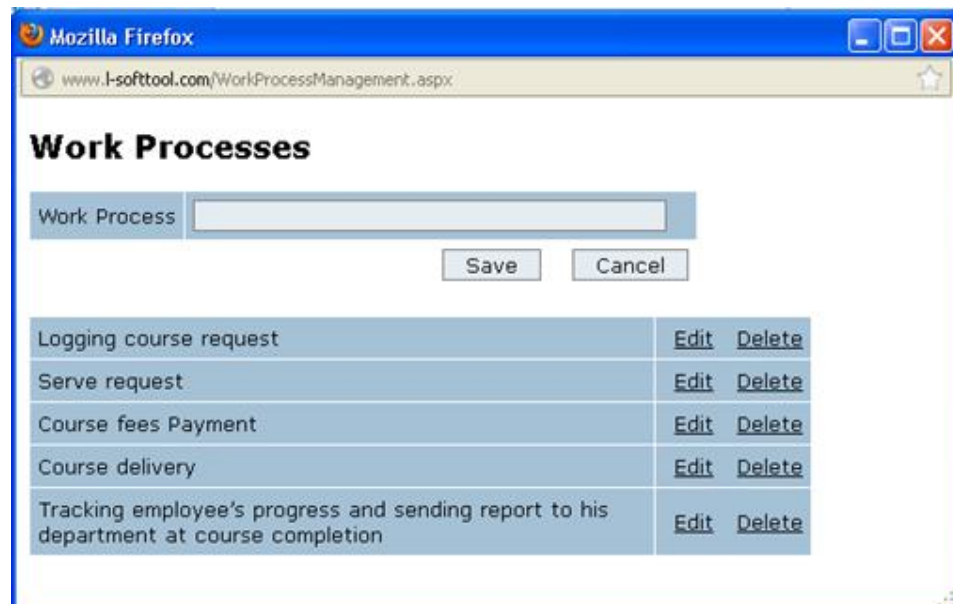 Mozilla Firefox
www.l-softtool.com/WorkProcessManagement.aspx
Work Processes
Work Process
Save Cancel
Logging course request Edit Delete
Serve request Edit Delete
Course fees Payment Edit Delete
Course delivery Edit Delete
Tracking employee’s progress and sending report to his
department at course completion Edit Delete